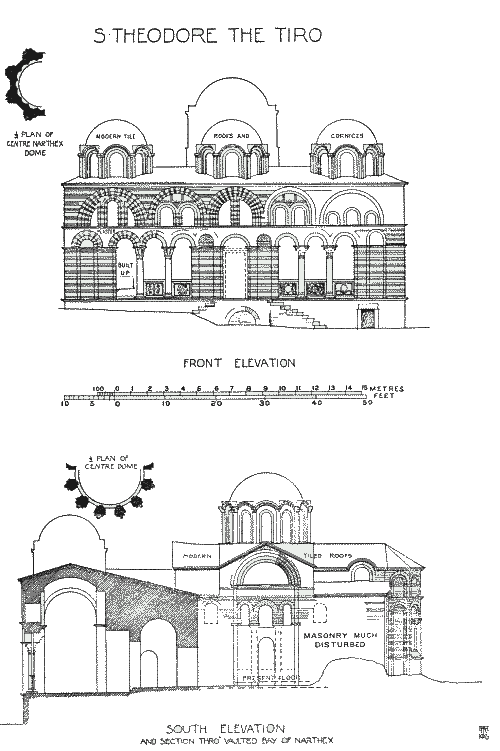 S. THEODORE THE TIRO
½ PLAN OF
CENTRE NARTHEX
DOME
MODERN TILE ROOFS AND CORNICES
BUILT
UP
FRONT ELEVATION
100 0 1 2 3 4 5 6 7 8 9 10 11 12 13 14 15 METRES
10 5 0 10 20 30 40 50 FEET
½ PLAN OF
CENTRE DOME
MODERN TILED ROOFS
MASONRY MUCH
DISTURBED
PRESENT FLOOR
SOUTH ELEVATION
AND SECTION THRO' VAULTED BAY OF NARTHEX